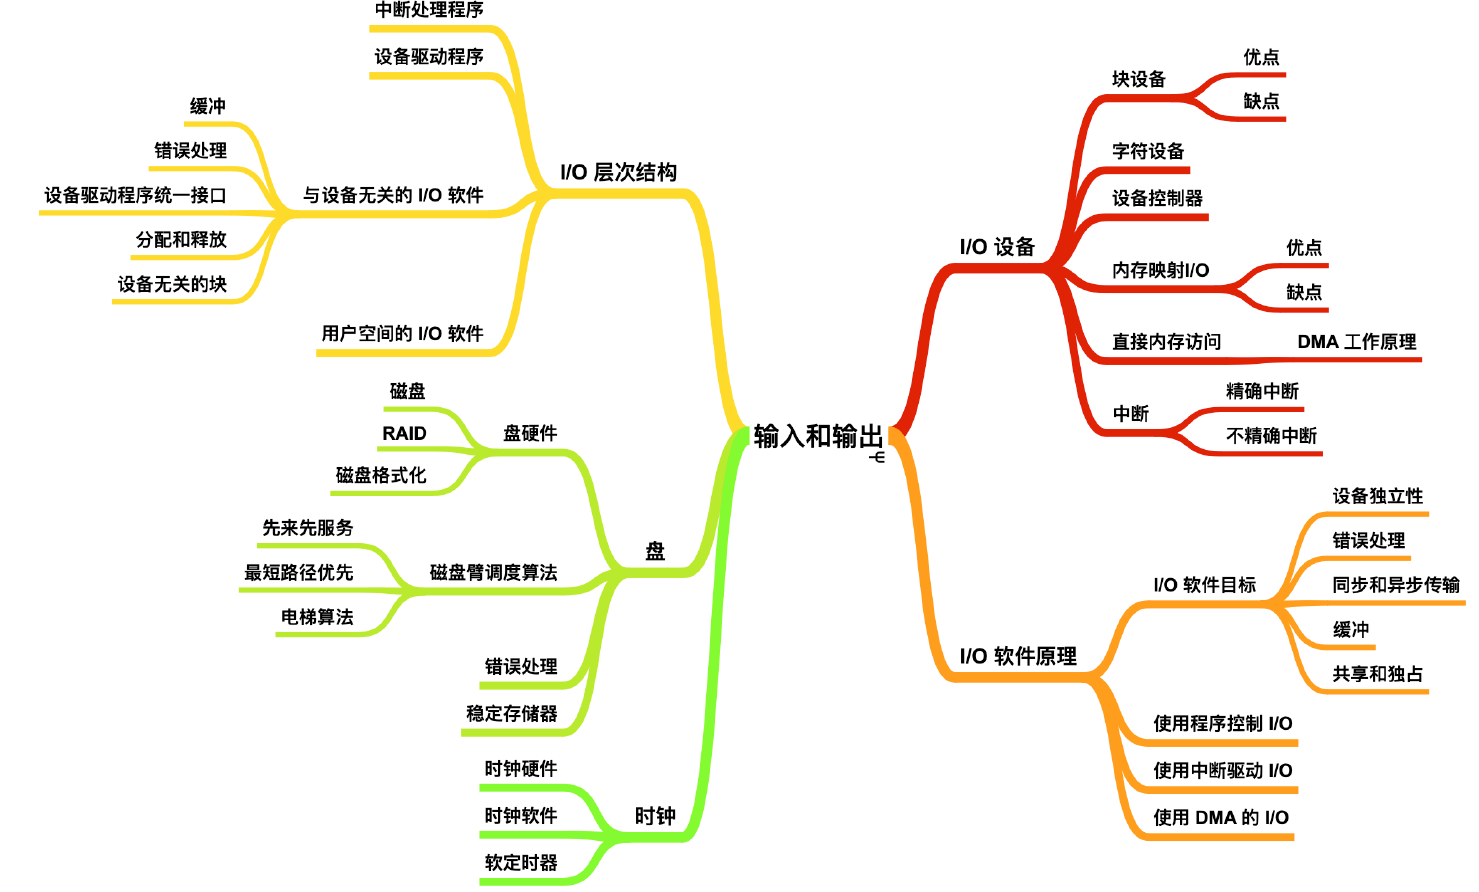 输入和输出
I/O 设备
块设备
优点
缺点
字符设备
设备控制器
内存映射I/O
优点
缺点
直接内存访问
DMA 工作原理
中断
精确中断
不精确中断
I/O 软件原理
I/O 软件目标
设备独立性
错误处理
同步和异步传输
缓冲
共享和独占
使用程序控制 I/O
使用中断驱动 I/O
使用 DMA 的 I/O
I/O 层次结构
中断处理程序
设备驱动程序
与设备无关的 I/O 软件
缓冲
错误处理
设备驱动程序统一接口
分配和释放
设备无关的块
用户空间的 I/O 软件
盘
盘硬件
磁盘
RAID
磁盘格式化
磁盘臂调度算法
先来先服务
最短路径优先
电梯算法
错误处理
稳定存储器
时钟
时钟硬件
时钟软件
软定时器